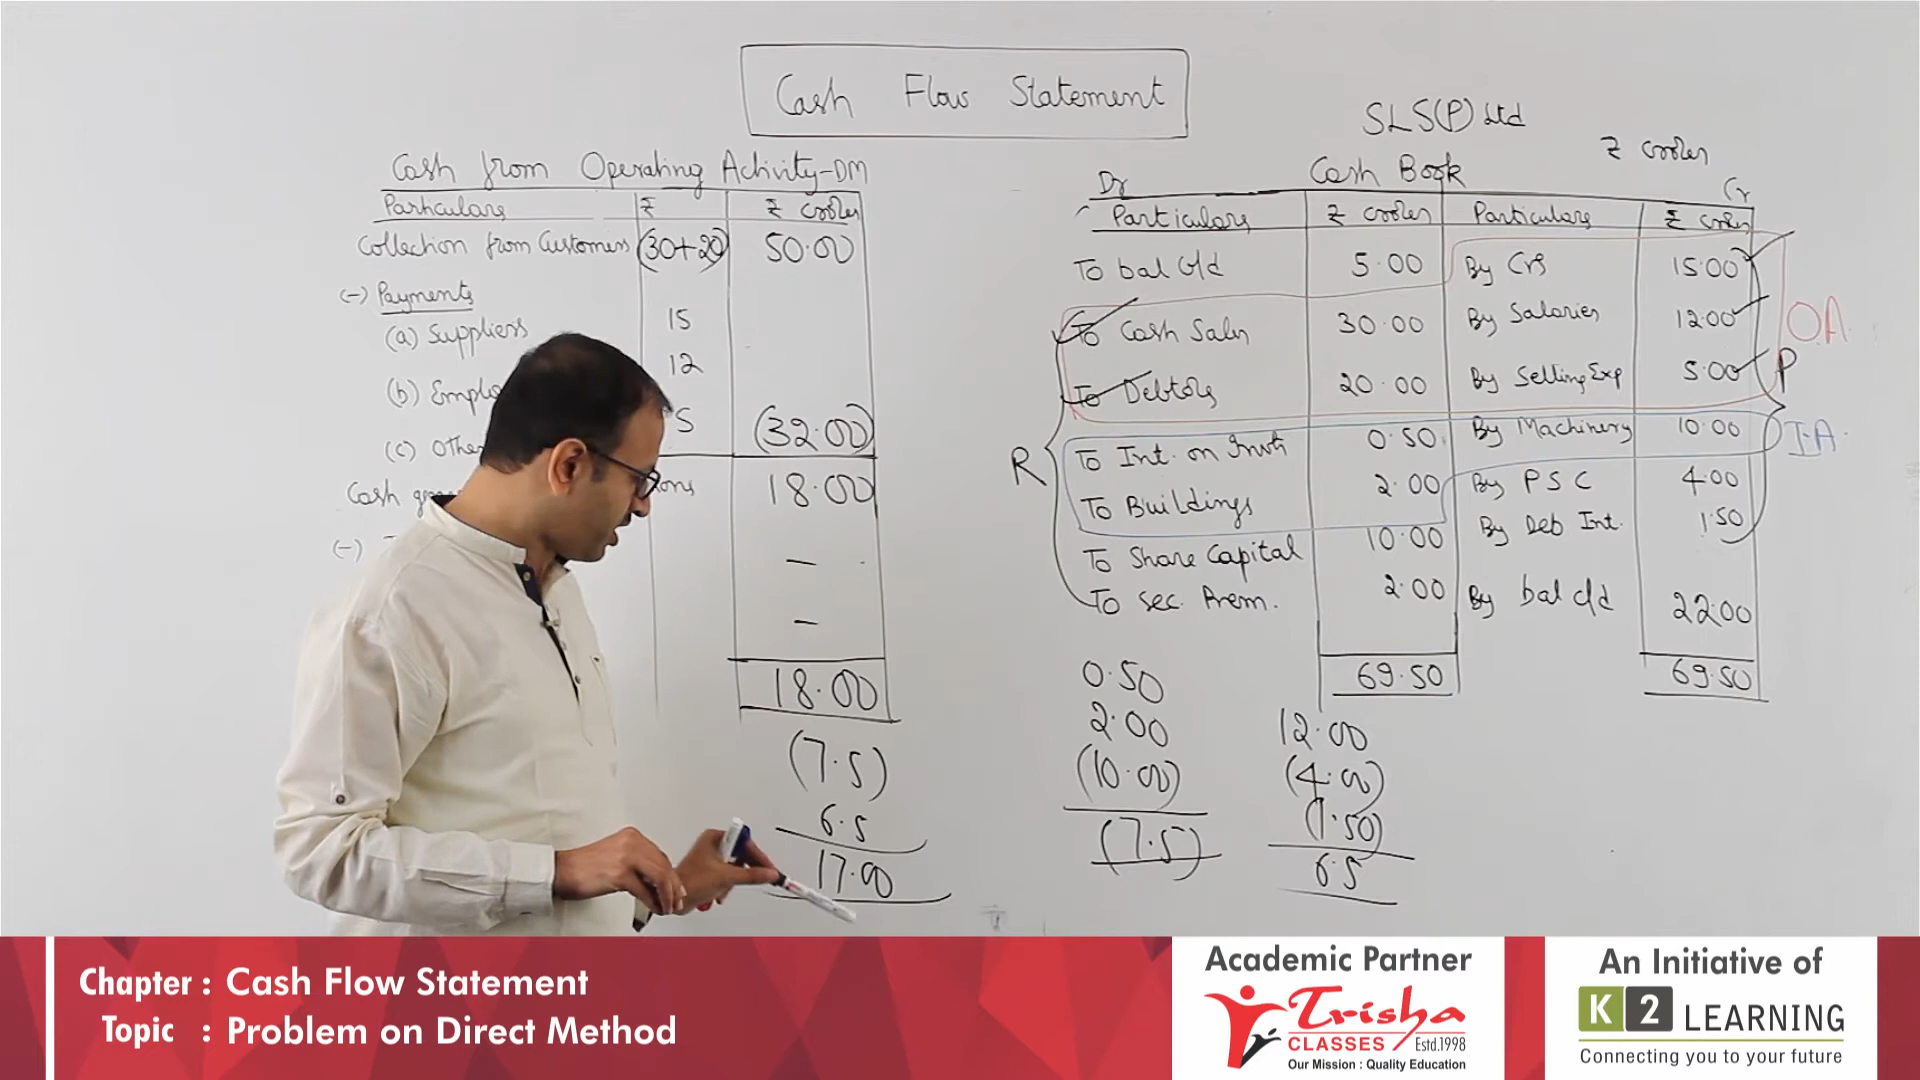 Cash Flow Statement
Cash from Operating Activity-DM
Particulars ₹ ₹ crores
Collection from Customers (30+20) 50.00
(-) Payments
(a) Suppliers 15
(b) Emplo 12
(c) Othe 5 (32.00)
Cash ge ons 18.00
(-) —
—
18.00
(7.5)
6.5
17.00
SLS(P) Ltd
₹ crores
Dr Cash Book Cr
Particulars ₹ crores Particulars ₹ crores
To bal b/d 5.00 By Crs 15.00
To Cash Sales 30.00 By Salaries 12.00
To Debtors 20.00 By Selling Exp 5.00
To Int. on Invt 0.50 By Machinery 10.00
To Buildings 2.00 By PSC 4.00
To Share Capital 10.00 By Deb Int. 1.50
To Sec. Prem. 2.00 By bal c/d 22.00
69.50 69.50
R
P
O.A.
I.A.
0.50
2.00
(10.00)
(7.5)
12.00
(4.00)
(1.50)
6.5
Chapter : Cash Flow Statement
Topic : Problem on Direct Method
Academic Partner
Trisha
CLASSES Estd.1998
Our Mission : Quality Education
An Initiative of
K2 LEARNING
Connecting you to your future